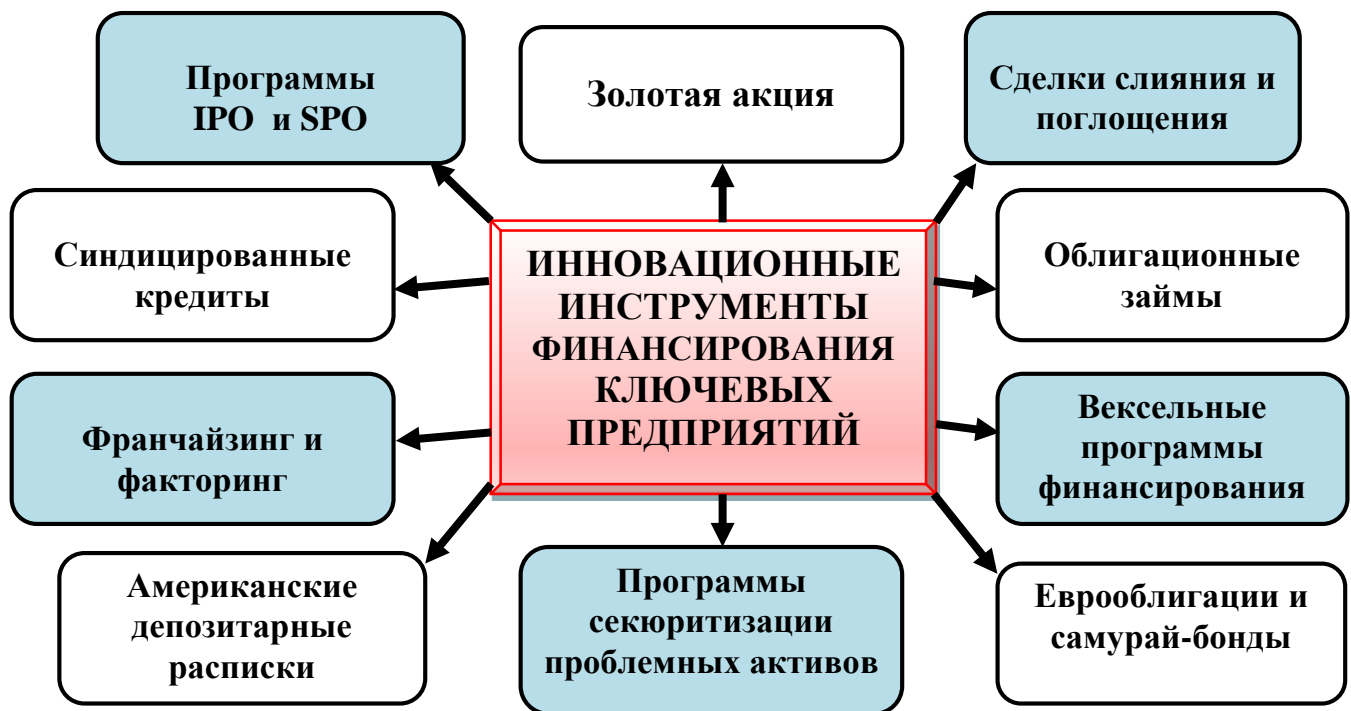 Программы
IPO и SPO
Золотая акция
Сделки слияния и
поглощения
Синдицированные
кредиты
ИННОВАЦИОННЫЕ
ИНСТРУМЕНТЫ
ФИНАНСИРОВАНИЯ
КЛЮЧЕВЫХ
ПРЕДПРИЯТИЙ
Облигационные
займы
Франчайзинг и
факторинг
Вексельные
программы
финансирования
Американские
депозитарные
расписки
Программы
секюритизации
проблемных активов
Еврооблигации и
самурай-бонды